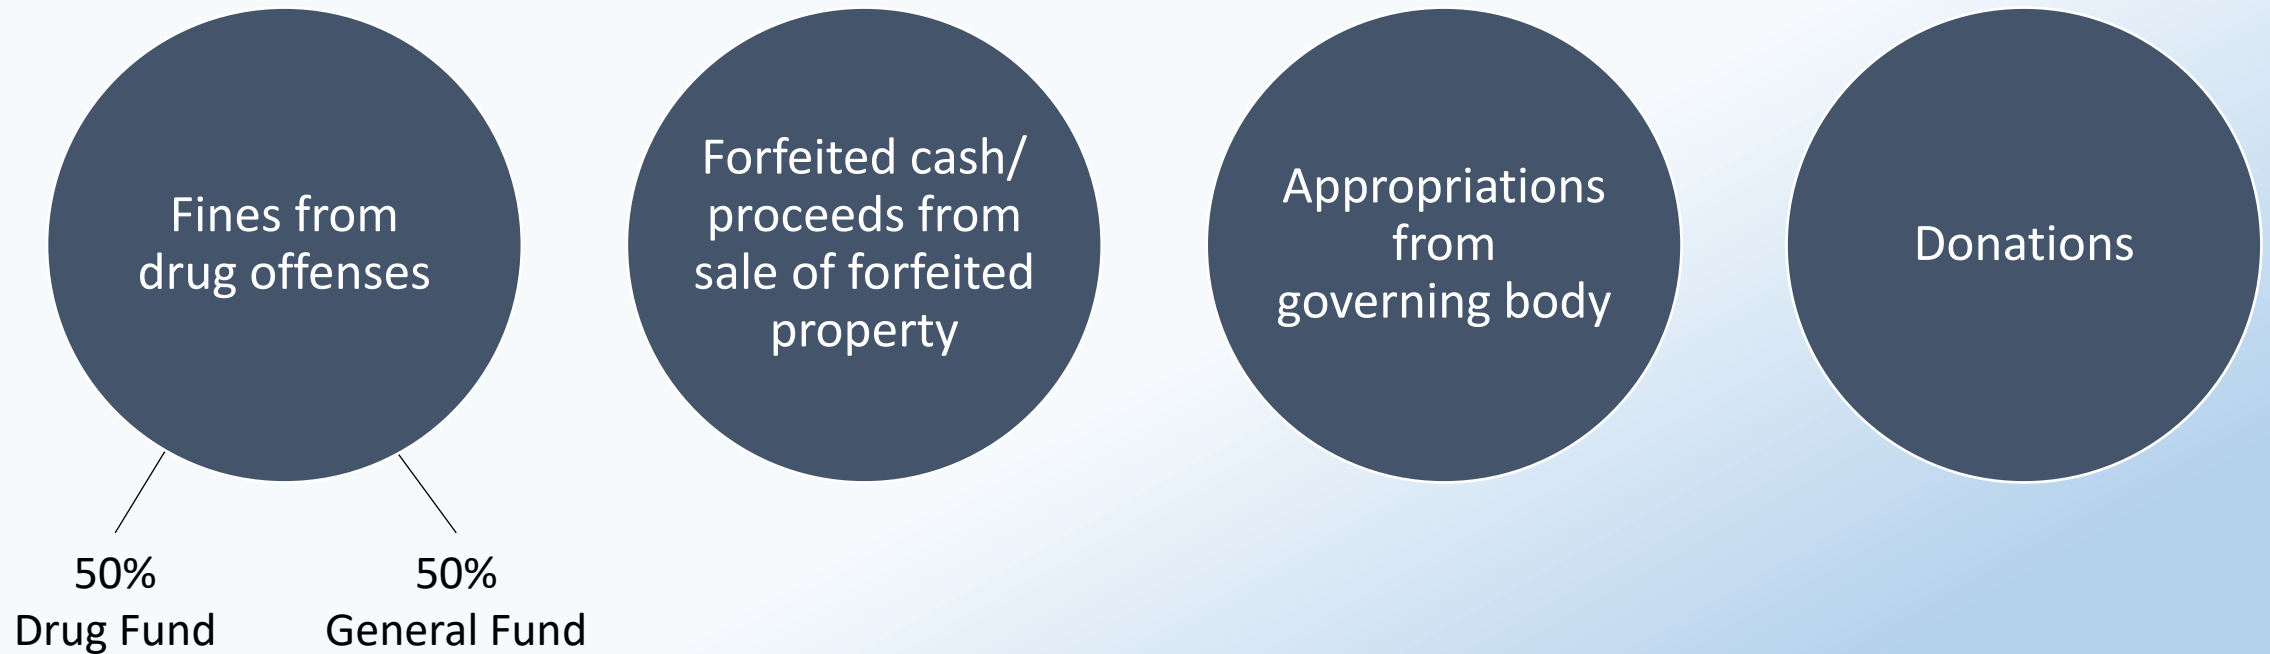 Fines from
drug offenses
Forfeited cash/
proceeds from
sale of forfeited
property
Appropriations
from
governing body
Donations
50%
Drug Fund
50%
General Fund